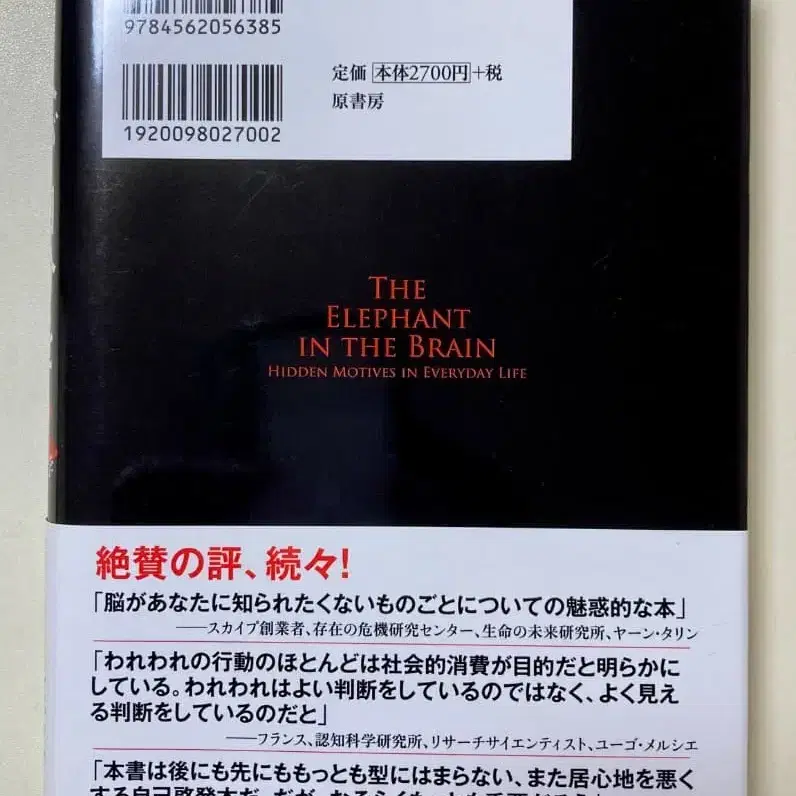 9784562056385
定価 本体2700円+税
原書房
1920098027002
THE
ELEPHANT
IN THE BRAIN
HIDDEN MOTIVES IN EVERYDAY LIFE
絶賛の評、続々!
「脳があなたに知られたくないものごとについての魅惑的な本」
――スカイプ創業者、存在の危機研究センター、生命の未来研究所、ヤーン・タリン
「われわれの行動のほとんどは社会的消費が目的だと明らかに
している。われわれはよい判断をしているのではなく、よく見え
る判断をしているのだと」
――フランス、認知科学研究所、リサーチサイエンティスト、ユーゴ・メルシエ
「本書は後にも先にももっとも型にはまらない、また居心地を悪く